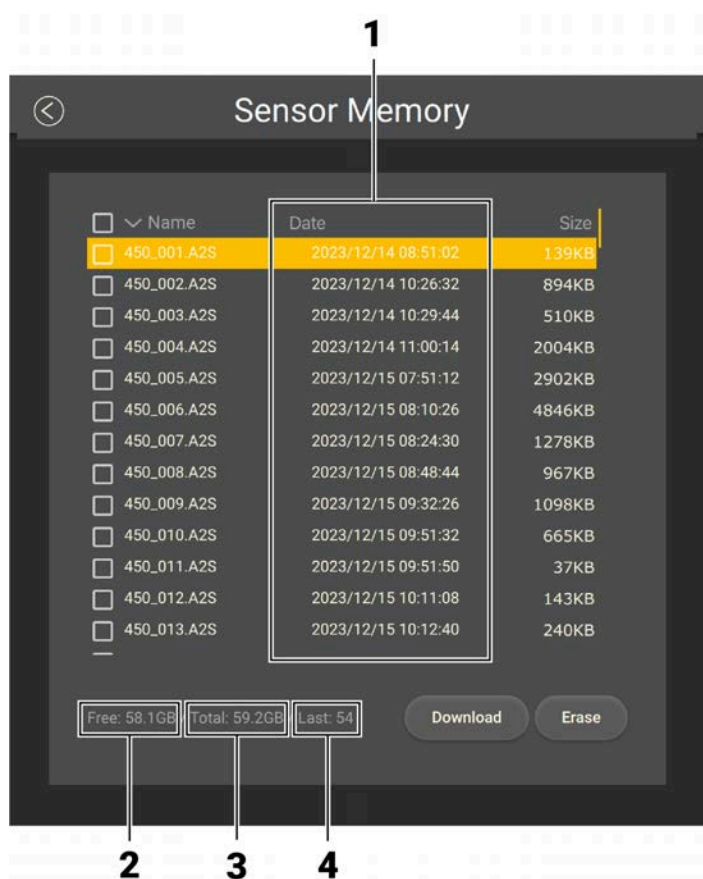 1
Sensor Memory
Name Date Size
450_001.A2S 2023/12/14 08:51:02 139KB
450_002.A2S 2023/12/14 10:26:32 894KB
450_003.A2S 2023/12/14 10:29:44 510KB
450_004.A2S 2023/12/14 11:00:14 2004KB
450_005.A2S 2023/12/15 07:51:12 2902KB
450_006.A2S 2023/12/15 08:10:26 4846KB
450_007.A2S 2023/12/15 08:24:30 1278KB
450_008.A2S 2023/12/15 08:48:44 967KB
450_009.A2S 2023/12/15 09:32:26 1098KB
450_010.A2S 2023/12/15 09:51:32 665KB
450_011.A2S 2023/12/15 09:51:50 37KB
450_012.A2S 2023/12/15 10:11:08 143KB
450_013.A2S 2023/12/15 10:12:40 240KB
Free: 58.1GB/ Total: 59.2GB/ Last: 54 Download Erase
2 3 4